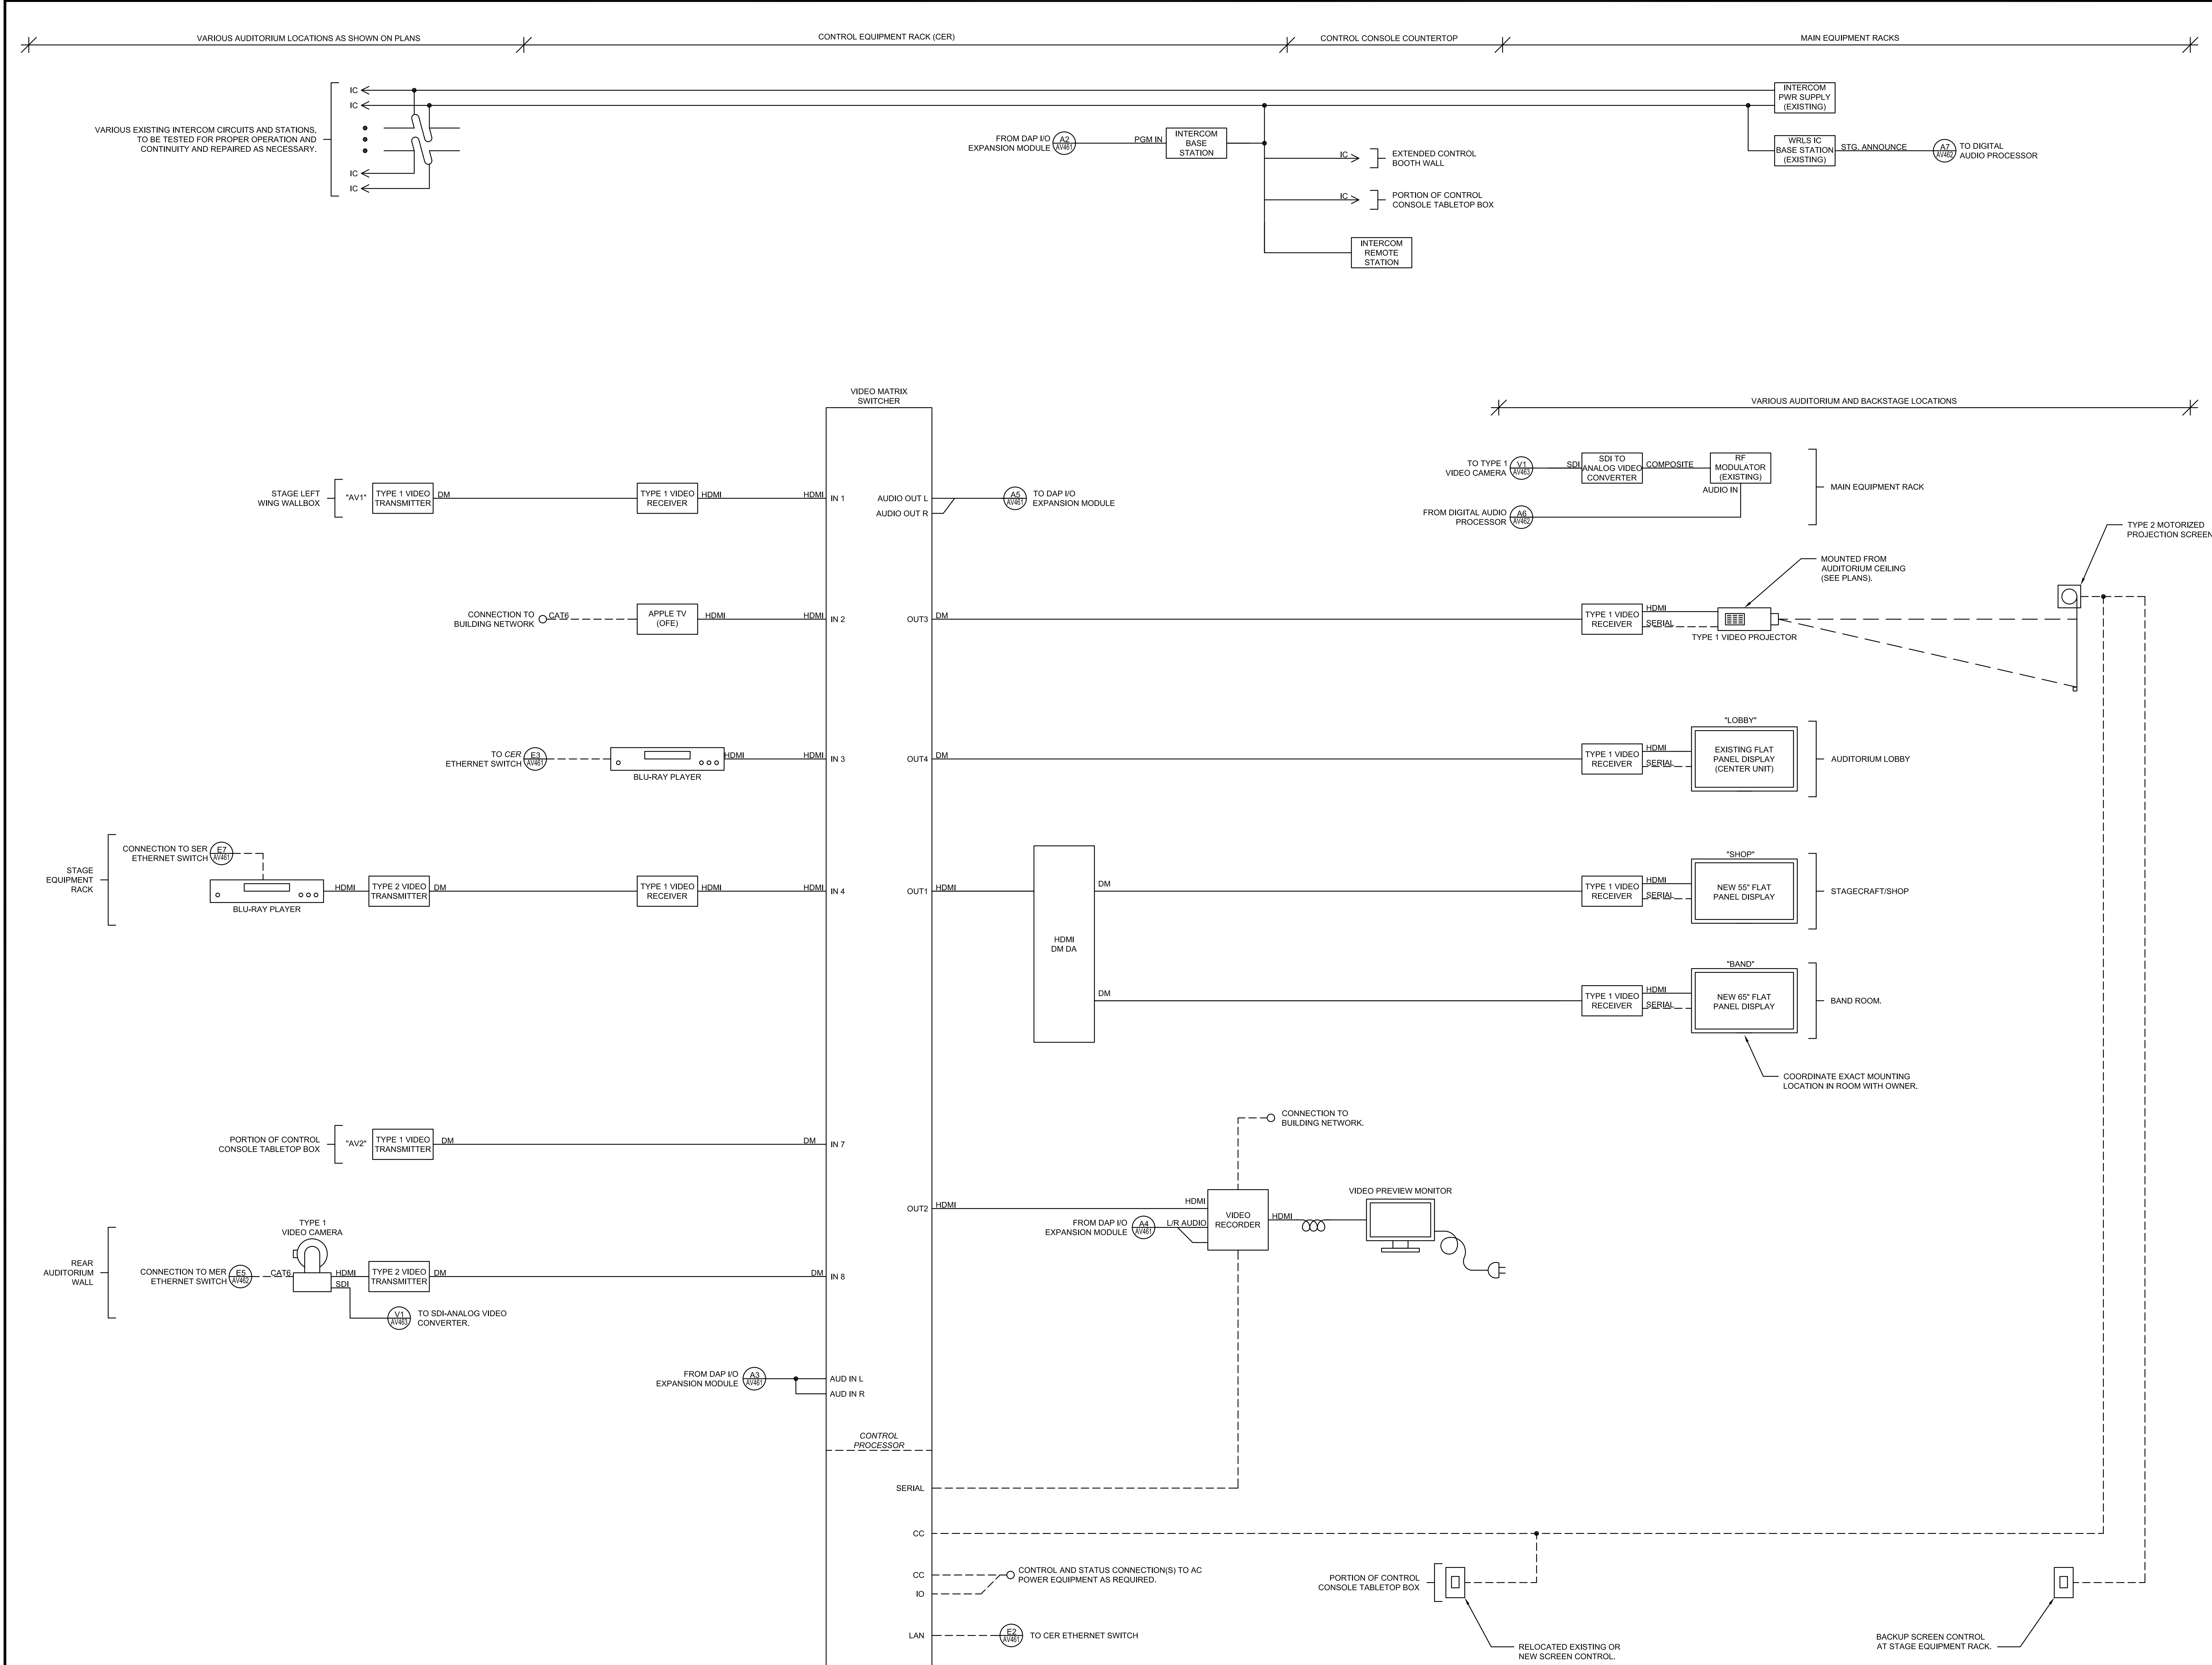 VARIOUS AUDITORIUM LOCATIONS AS SHOWN ON PLANS
CONTROL EQUIPMENT RACK (CER)
CONTROL CONSOLE COUNTERTOP
MAIN EQUIPMENT RACKS
IC
IC
IC
IC
VARIOUS EXISTING INTERCOM CIRCUITS AND STATIONS,
TO BE TESTED FOR PROPER OPERATION AND
CONTINUITY AND REPAIRED AS NECESSARY.
FROM DAP I/O
EXPANSION MODULE
A2
AV461
PGM IN
INTERCOM
BASE
STATION
IC
EXTENDED CONTROL
BOOTH WALL
IC
PORTION OF CONTROL
CONSOLE TABLETOP BOX
INTERCOM
REMOTE
STATION
INTERCOM
PWR SUPPLY
(EXISTING)
WRLS IC
BASE STATION
(EXISTING)
STG. ANNOUNCE
A7
AV462
TO DIGITAL
AUDIO PROCESSOR
VIDEO MATRIX
SWITCHER
VARIOUS AUDITORIUM AND BACKSTAGE LOCATIONS
STAGE LEFT
WING WALLBOX
"AV1"
TYPE 1 VIDEO
TRANSMITTER
DM
TYPE 1 VIDEO
RECEIVER
HDMI
HDMI
IN 1
AUDIO OUT L
AUDIO OUT R
A5
AV461
TO DAP I/O
EXPANSION MODULE
TO TYPE 1
VIDEO CAMERA
V1
AV463
SDI
SDI TO
ANALOG VIDEO
CONVERTER
COMPOSITE
RF
MODULATOR
(EXISTING)
AUDIO IN
MAIN EQUIPMENT RACK
FROM DIGITAL AUDIO
PROCESSOR
A6
AV462
TYPE 2 MOTORIZED
PROJECTION SCREEN
MOUNTED FROM
AUDITORIUM CEILING
(SEE PLANS).
CONNECTION TO
BUILDING NETWORK
CAT6
APPLE TV
(OFE)
HDMI
HDMI
IN 2
OUT3
DM
TYPE 1 VIDEO
RECEIVER
HDMI
SERIAL
TYPE 1 VIDEO PROJECTOR
TO CER
ETHERNET SWITCH
E3
AV461
BLU-RAY PLAYER
HDMI
HDMI
IN 3
OUT4
DM
TYPE 1 VIDEO
RECEIVER
HDMI
SERIAL
"LOBBY"
EXISTING FLAT
PANEL DISPLAY
(CENTER UNIT)
AUDITORIUM LOBBY
STAGE
EQUIPMENT
RACK
CONNECTION TO SER
ETHERNET SWITCH
E7
AV461
BLU-RAY PLAYER
HDMI
TYPE 2 VIDEO
TRANSMITTER
DM
TYPE 1 VIDEO
RECEIVER
HDMI
HDMI
IN 4
OUT1
HDMI
HDMI
DM DA
DM
TYPE 1 VIDEO
RECEIVER
HDMI
SERIAL
"SHOP"
NEW 55" FLAT
PANEL DISPLAY
STAGECRAFT/SHOP
DM
TYPE 1 VIDEO
RECEIVER
HDMI
SERIAL
"BAND"
NEW 65" FLAT
PANEL DISPLAY
BAND ROOM.
COORDINATE EXACT MOUNTING
LOCATION IN ROOM WITH OWNER.
PORTION OF CONTROL
CONSOLE TABLETOP BOX
"AV2"
TYPE 1 VIDEO
TRANSMITTER
DM
DM
IN 7
CONNECTION TO
BUILDING NETWORK.
OUT2
HDMI
HDMI
FROM DAP I/O
EXPANSION MODULE
A4
AV461
L/R AUDIO
VIDEO
RECORDER
HDMI
VIDEO PREVIEW MONITOR
REAR
AUDITORIUM
WALL
TYPE 1
VIDEO CAMERA
CONNECTION TO MER
ETHERNET SWITCH
E5
AV462
CAT6
HDMI
SDI
TYPE 2 VIDEO
TRANSMITTER
DM
DM
IN 8
V1
AV463
TO SDI-ANALOG VIDEO
CONVERTER.
FROM DAP I/O
EXPANSION MODULE
A3
AV461
AUD IN L
AUD IN R
CONTROL
PROCESSOR
SERIAL
CC
CC
IO
CONTROL AND STATUS CONNECTION(S) TO AC
POWER EQUIPMENT AS REQUIRED.
LAN
E2
AV461
TO CER ETHERNET SWITCH
PORTION OF CONTROL
CONSOLE TABLETOP BOX
RELOCATED EXISTING OR
NEW SCREEN CONTROL.
BACKUP SCREEN CONTROL
AT STAGE EQUIPMENT RACK.